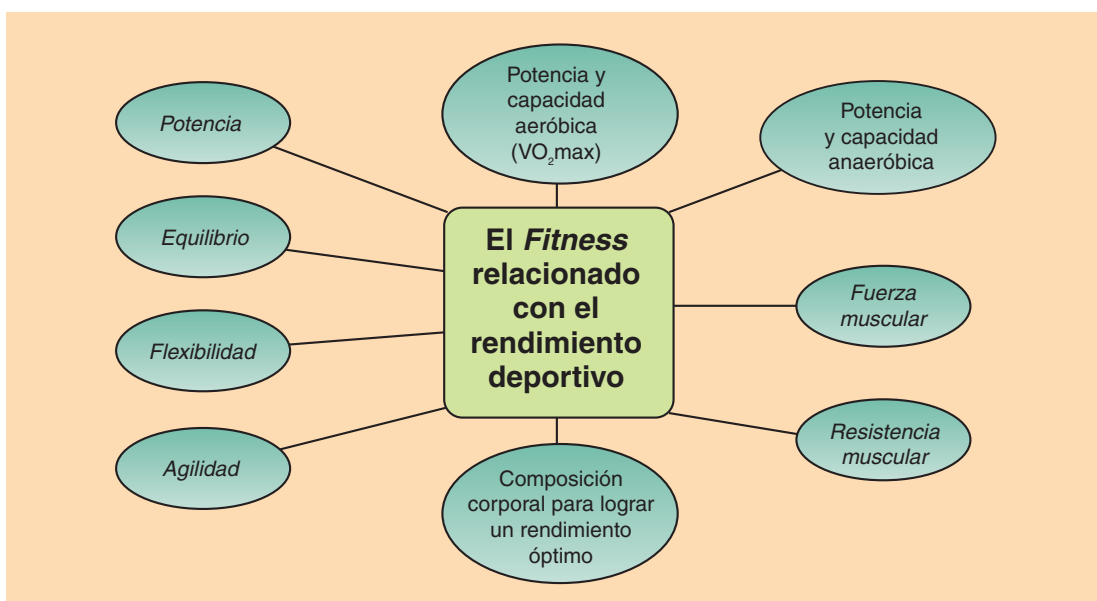 Potencia y
capacidad
aeróbica
(VO₂max)
Potencia
y capacidad
anaeróbica
Potencia
Equilibrio
Flexibilidad
Agilidad
El Fitness
relacionado
con el
rendimiento
deportivo
Fuerza
muscular
Resistencia
muscular
Composición
corporal para lograr
un rendimiento
óptimo